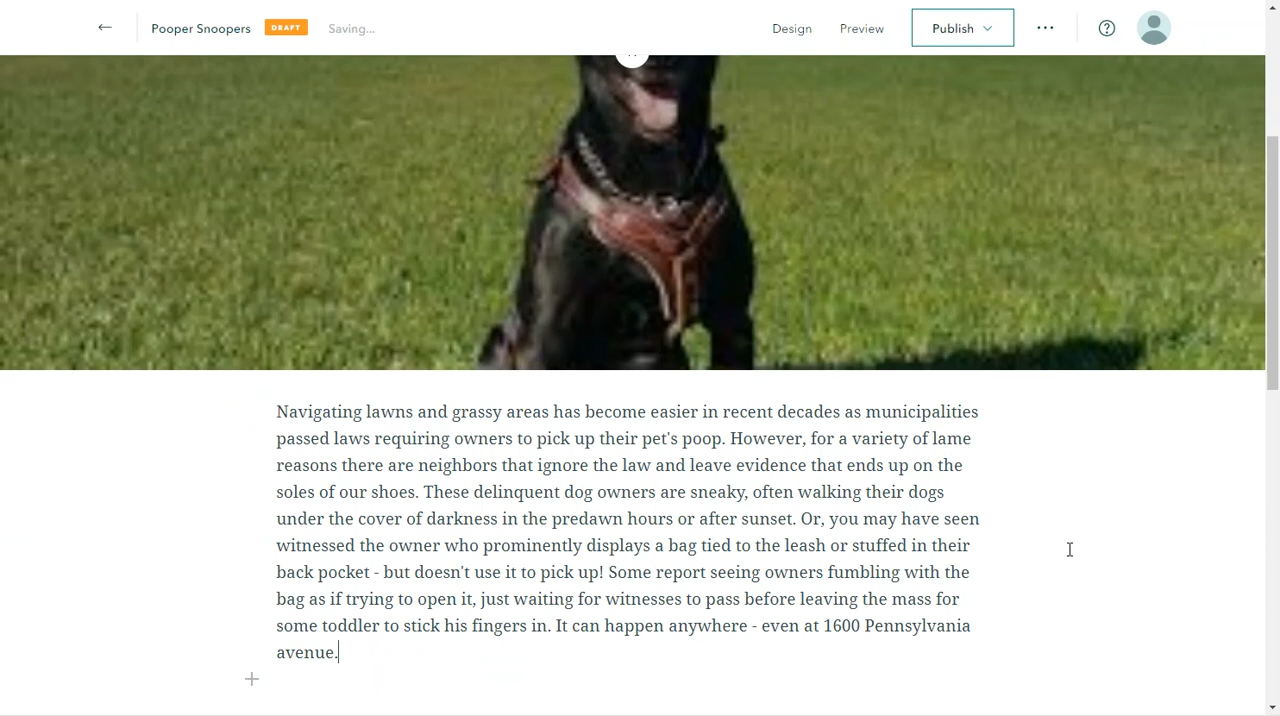 Pooper Snoopers DRAFT Saving... Design Preview Publish
Navigating lawns and grassy areas has become easier in recent decades as municipalities
passed laws requiring owners to pick up their pet's poop. However, for a variety of lame
reasons there are neighbors that ignore the law and leave evidence that ends up on the
soles of our shoes. These delinquent dog owners are sneaky, often walking their dogs
under the cover of darkness in the predawn hours or after sunset. Or, you may have seen
witnessed the owner who prominently displays a bag tied to the leash or stuffed in their
back pocket - but doesn't use it to pick up! Some report seeing owners fumbling with the
bag as if trying to open it, just waiting for witnesses to pass before leaving the mass for
some toddler to stick his fingers in. It can happen anywhere - even at 1600 Pennsylvania
avenue.